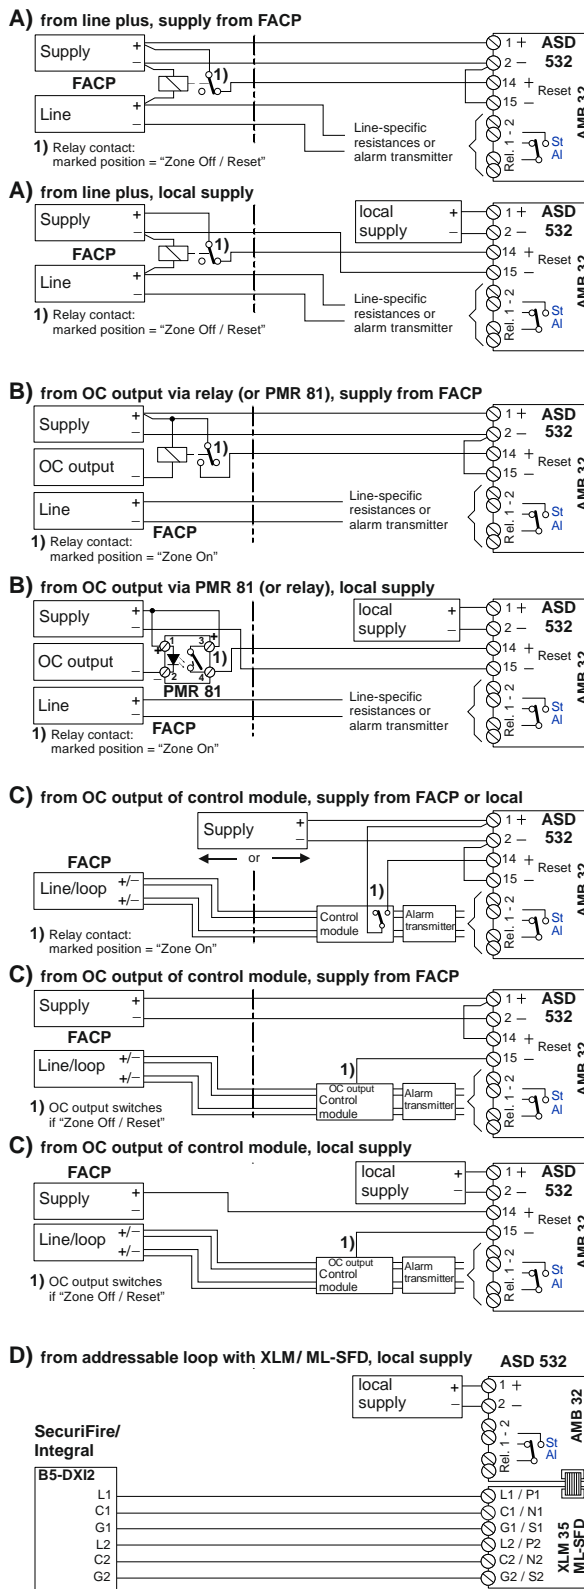 A) from line plus, supply from FACP
Supply + −
FACP
Line + −
1)
1) Relay contact:
marked position = “Zone Off / Reset”
Line-specific
resistances or
alarm transmitter
1 +
2 −
14 +
15 −
Reset
ASD
532
AMB 32
Rel. 1 - 2
St
Al
A) from line plus, local supply
Supply + −
FACP
Line + −
1)
1) Relay contact:
marked position = “Zone Off / Reset”
local
supply + −
Line-specific
resistances or
alarm transmitter
1 +
2 −
14 +
15 −
Reset
ASD
532
AMB 32
Rel. 1 - 2
St
Al
B) from OC output via relay (or PMR 81), supply from FACP
Supply + −
OC output −
Line + −
FACP
1)
1) Relay contact:
marked position = “Zone On”
Line-specific
resistances or
alarm transmitter
1 +
2 −
14 +
15 −
Reset
ASD
532
AMB 32
Rel. 1 - 2
St
Al
B) from OC output via PMR 81 (or relay), local supply
Supply + −
OC output −
Line + −
FACP
+ 1 3 +
2 4
1)
PMR 81
1) Relay contact:
marked position = “Zone On”
local
supply + −
Line-specific
resistances or
alarm transmitter
1 +
2 −
14 +
15 −
Reset
ASD
532
AMB 32
Rel. 1 - 2
St
Al
C) from OC output of control module, supply from FACP or local
Supply + −
or
FACP
Line/loop +/− +/−
1)
Control
module
Alarm
transmitter
1) Relay contact:
marked position = “Zone On”
1 +
2 −
14 +
15 −
Reset
ASD
532
AMB 32
Rel. 1 - 2
St
Al
C) from OC output of control module, supply from FACP
Supply + −
FACP
Line/loop +/− +/−
1)
OC output
Control
module
Alarm
transmitter
1) OC output switches
if “Zone Off / Reset”
1 +
2 −
14 +
15 −
Reset
ASD
532
AMB 32
Rel. 1 - 2
St
Al
C) from OC output of control module, local supply
FACP
Supply + −
Line/loop +/− +/−
local
supply + −
1)
OC output
Control
module
Alarm
transmitter
1) OC output switches
if “Zone Off / Reset”
1 +
2 −
14 +
15 −
Reset
ASD
532
AMB 32
Rel. 1 - 2
St
Al
D) from addressable loop with XLM/ ML-SFD, local supply
ASD 532
local
supply + −
1 +
2 −
AMB 32
Rel. 1 - 2
St
Al
SecuriFire/
Integral
B5-DXI2
L1 L1 / P1
C1 C1 / N1
G1 G1 / S1
L2 L2 / P2
C2 C2 / N2
G2 G2 / S2
XLM 35
ML-SFD